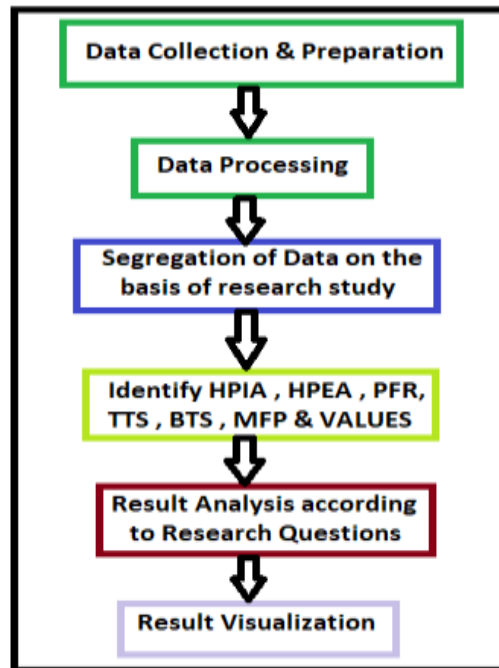 Data Collection & Preparation
Data Processing
Segregation of Data on the
basis of research study
Identify HPIA , HPEA , PFR,
TTS , BTS , MFP & VALUES
Result Analysis according
to Research Questions
Result Visualization